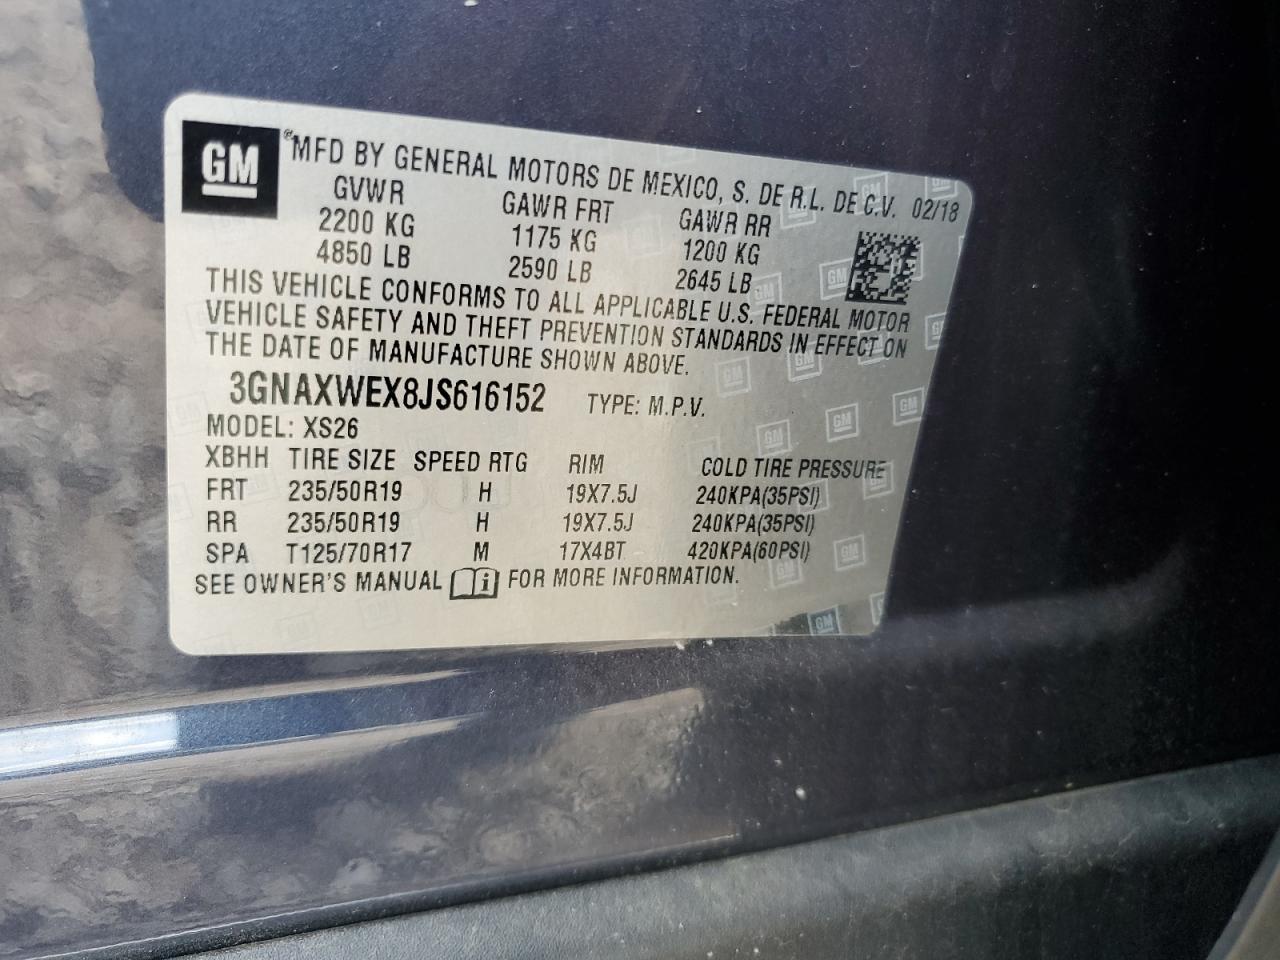 GM ®MFD BY GENERAL MOTORS DE MEXICO, S. DE R.L. DE C.V. 02/18
GVWR GAWR FRT GAWR RR
2200 KG 1175 KG 1200 KG
4850 LB 2590 LB 2645 LB
THIS VEHICLE CONFORMS TO ALL APPLICABLE U.S. FEDERAL MOTOR
VEHICLE SAFETY AND THEFT PREVENTION STANDARDS IN EFFECT ON
THE DATE OF MANUFACTURE SHOWN ABOVE.
3GNAXWEX8JS616152 TYPE: M.P.V.
MODEL: XS26
XBHH TIRE SIZE SPEED RTG RIM COLD TIRE PRESSURE
FRT 235/50R19 H 19X7.5J 240KPA(35PSI)
RR 235/50R19 H 19X7.5J 240KPA(35PSI)
SPA T125/70R17 M 17X4BT 420KPA(60PSI)
SEE OWNER'S MANUAL FOR MORE INFORMATION.